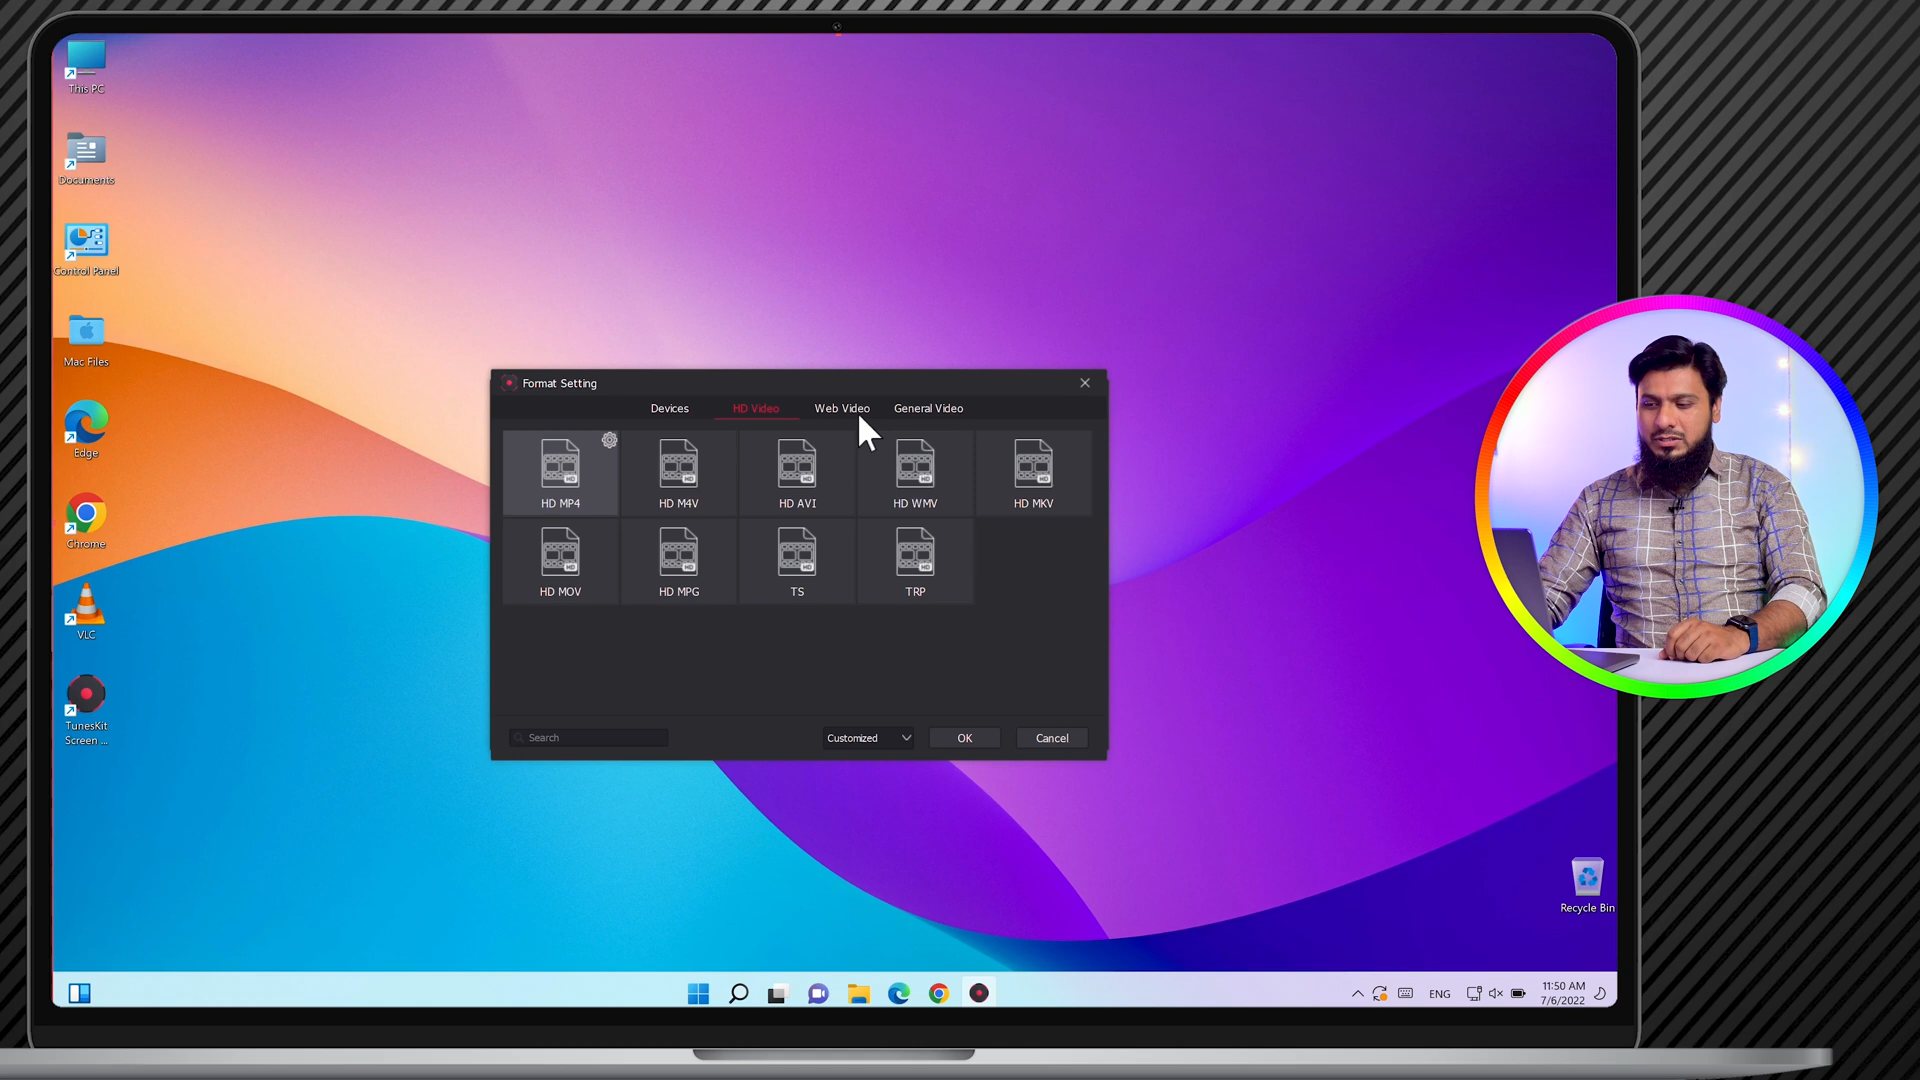 This PC
Documents
Control Panel
Mac Files
Edge
Chrome
VLC
TunesKit
Screen ...
Format Setting
Devices
HD Video
Web Video
General Video
HD MP4
HD M4V
HD AVI
HD WMV
HD MKV
HD MOV
HD MPG
TS
TRP
Search
Customized
OK
Cancel
Recycle Bin
ENG
11:50 AM
7/6/2022